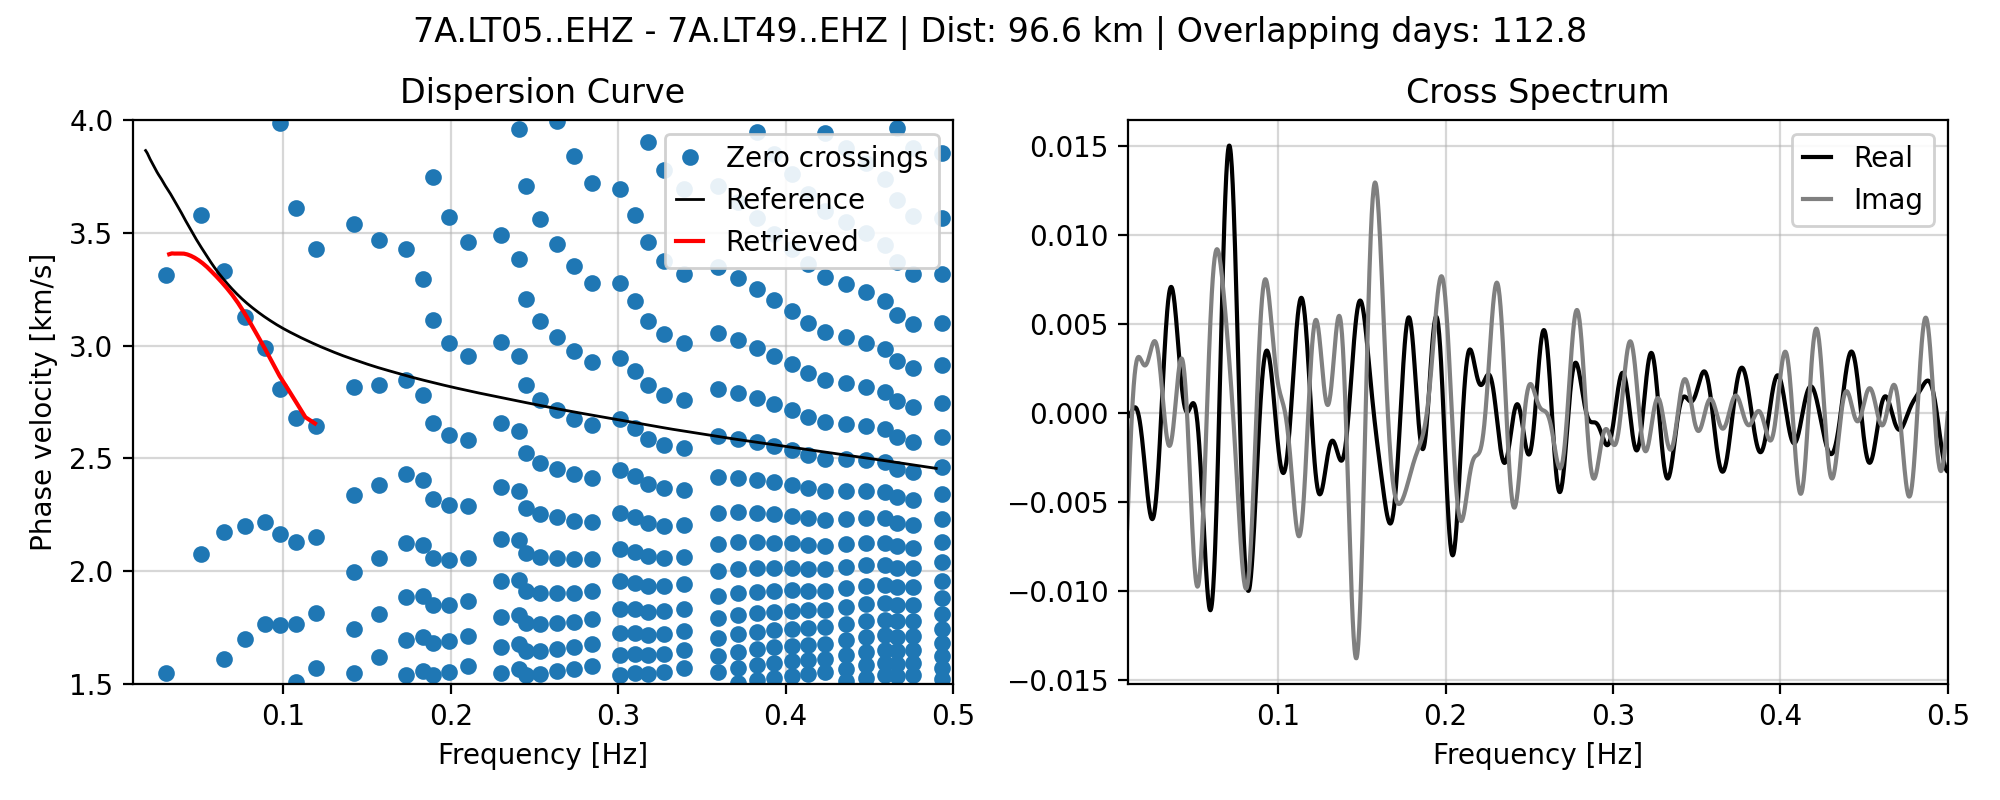 7A.LT05..EHZ - 7A.LT49..EHZ | Dist: 96.6 km | Overlapping days: 112.8
Dispersion Curve
Phase velocity [km/s]
4.0
3.5
3.0
2.5
2.0
1.5
Zero crossings
Reference
Retrieved
0.1
0.2
0.3
0.4
0.5
Frequency [Hz]
Cross Spectrum
0.015
0.010
0.005
0.000
−0.005
−0.010
−0.015
Real
Imag
0.1
0.2
0.3
0.4
0.5
Frequency [Hz]